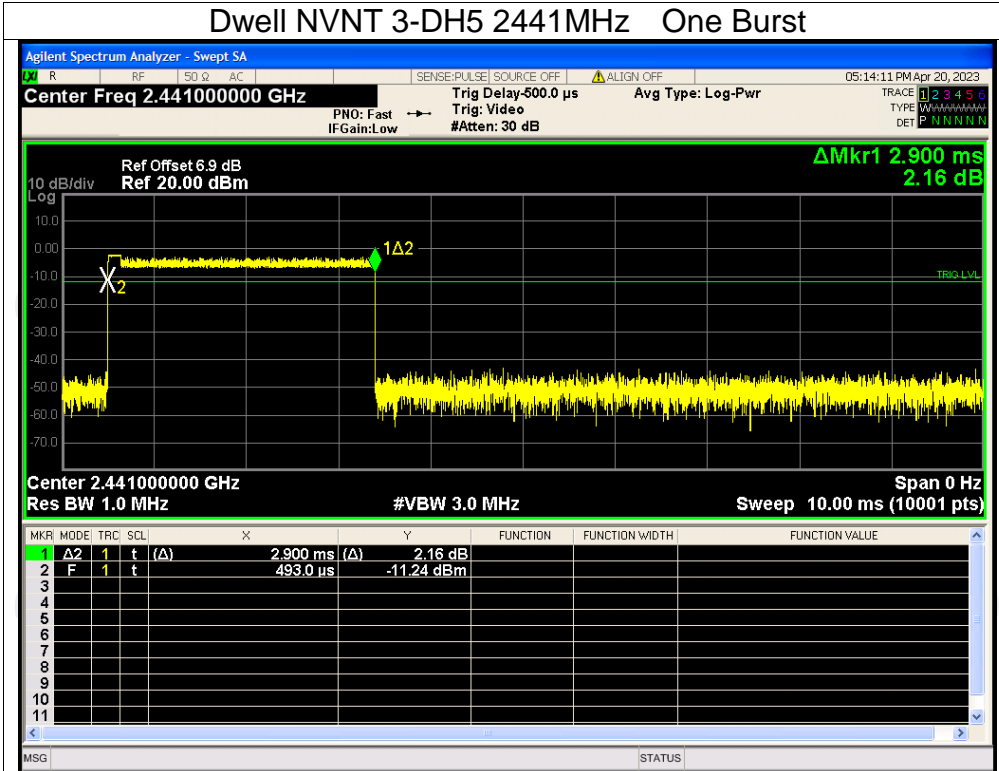 Dwell NVNT 3-DH5 2441MHz One Burst
Agilent Spectrum Analyzer - Swept SA
LXI R RF 50 Ω AC SENSE:PULSE SOURCE OFF ALIGN OFF 05:14:11 PM Apr 20, 2023
Center Freq 2.441000000 GHz
PNO: Fast
IFGain:Low
Trig Delay-500.0 µs
Trig: Video
#Atten: 30 dB
Avg Type: Log-Pwr
TRACE 1 2 3 4 5 6
TYPE WWWWWW
DET P N N N N N
ΔMkr1 2.900 ms
2.16 dB
Ref Offset 6.9 dB
10 dB/div Ref 20.00 dBm
Log
10.0
0.00
-10.0
-20.0
-30.0
-40.0
-50.0
-60.0
-70.0
1Δ2
X2
TRIG LVL
Center 2.441000000 GHz Span 0 Hz
Res BW 1.0 MHz #VBW 3.0 MHz Sweep 10.00 ms (10001 pts)
MKR MODE TRC SCL X Y FUNCTION FUNCTION WIDTH FUNCTION VALUE
1 Δ2 1 t (Δ) 2.900 ms (Δ) 2.16 dB
2 F 1 t 493.0 µs -11.24 dBm
3
4
5
6
7
8
9
10
11
MSG STATUS